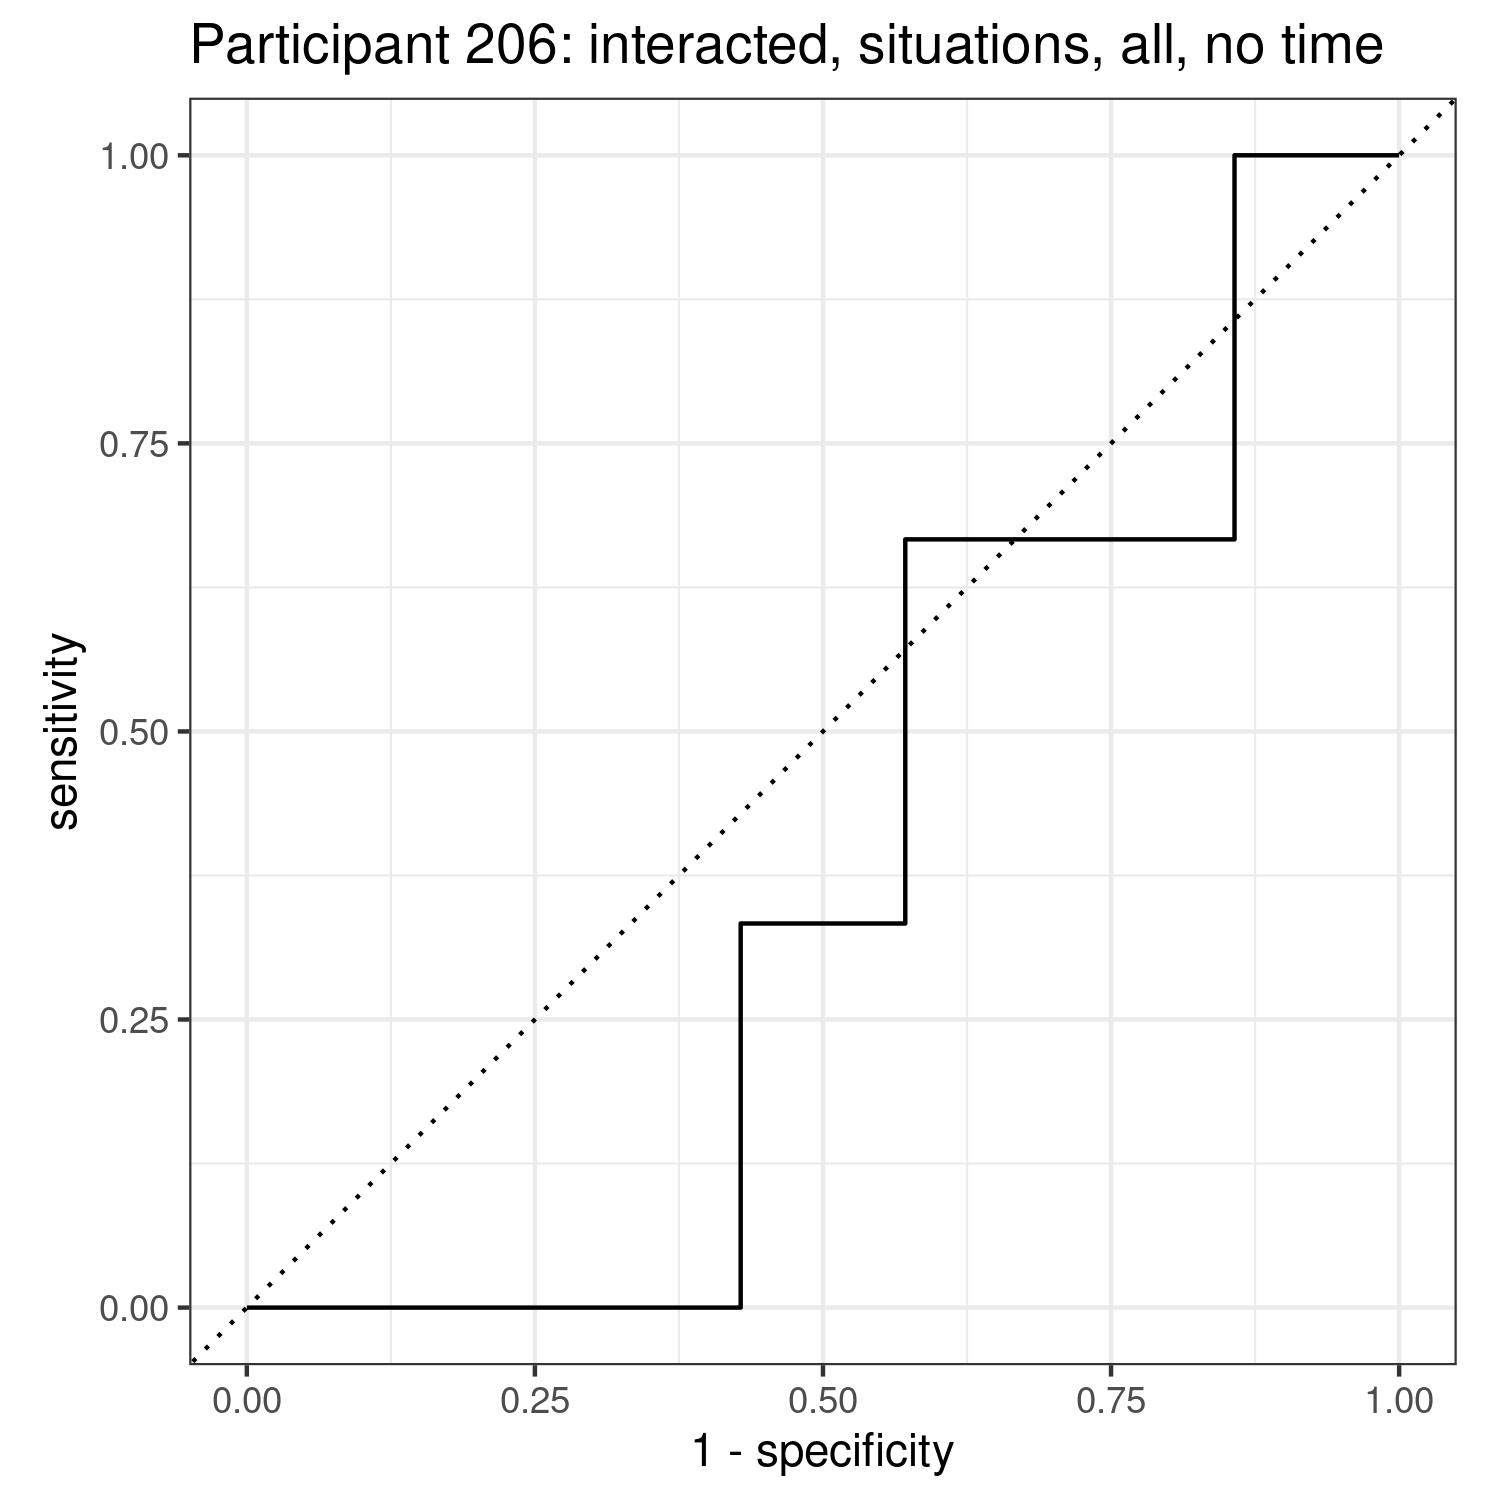 Participant 206: interacted, situations, all, no time
1.00
0.75
0.50
0.25
0.00
sensitivity
0.00 0.25 0.50 0.75 1.00
1 - specificity